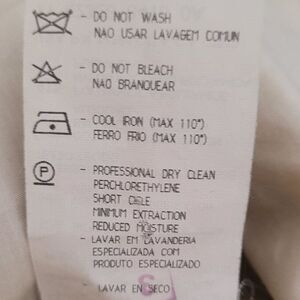 - DO NOT WASH
NAO USAR LAVAGEM COMUN
- DO NOT BLEACH
NAO BRANQUEAR
- COOL IRON (MAX 110°)
FERRO FRIO (MAX 110°)
P
- PROFESSIONAL DRY CLEAN
PERCHLORETHYLENE
SHORT CICLE
MINIMUM EXTRACTION
REDUCED MOISTURE
- LAVAR EM LAVANDERIA
ESPECIALIZADA COM
PRODUTO ESPECIALIZADO
LAVAR EN SECO